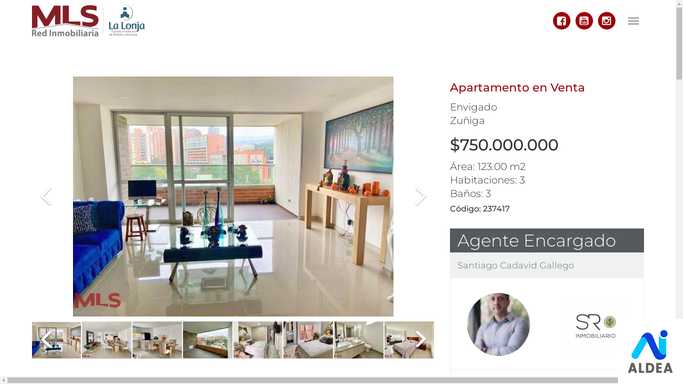 MLS
Red Inmobiliaria
La Lonja
Apartamento en Venta
Envigado
Zuñiga
$750.000.000
Área: 123.00 m2
Habitaciones: 3
Baños: 3
Código: 237417
Agente Encargado
Santiago Cadavid Gallego
MLS
SR
INMOBILIARIO
ALDEA